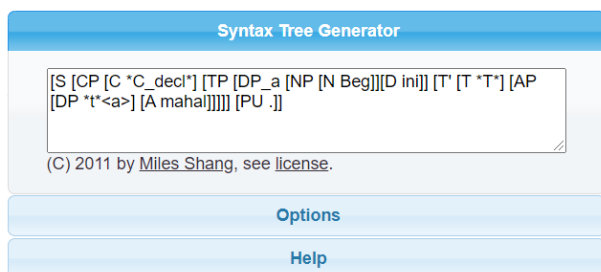 Syntax Tree Generator
[S [CP [C *C_decl*] [TP [DP_a [NP [N Beg]][D ini]] [T' [T *T*] [AP
[DP *t*<a>] [A mahal]]]]] [PU .]]
(C) 2011 by Miles Shang, see license.
Options
Help